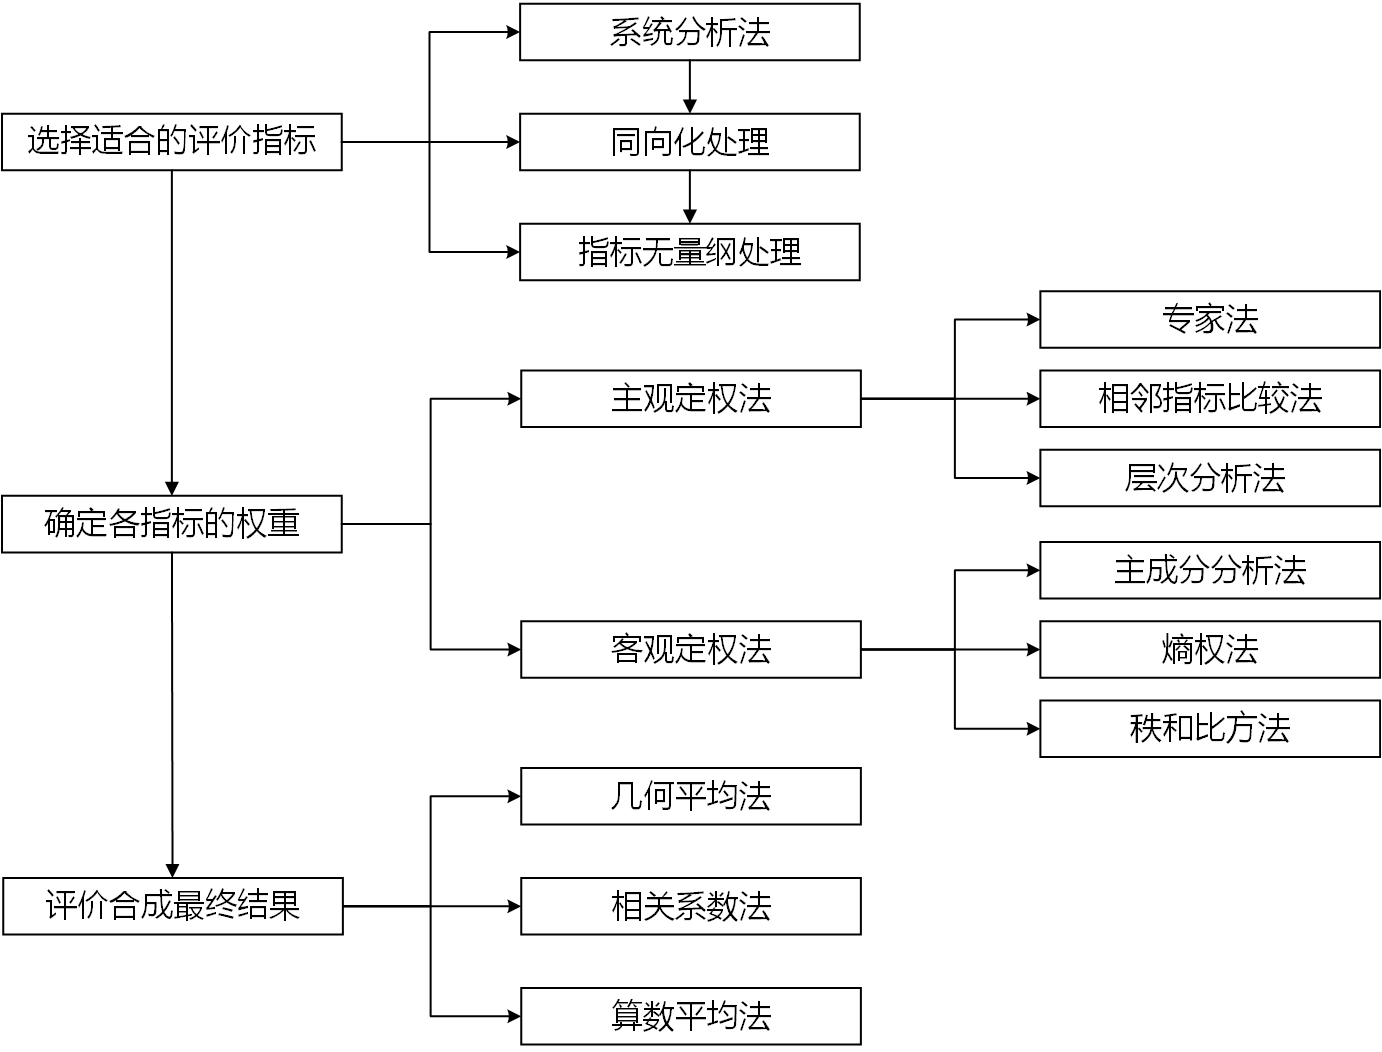 系统分析法
选择适合的评价指标
同向化处理
指标无量纲处理
专家法
主观定权法
相邻指标比较法
层次分析法
确定各指标的权重
主成分分析法
客观定权法
熵权法
秩和比方法
几何平均法
评价合成最终结果
相关系数法
算数平均法